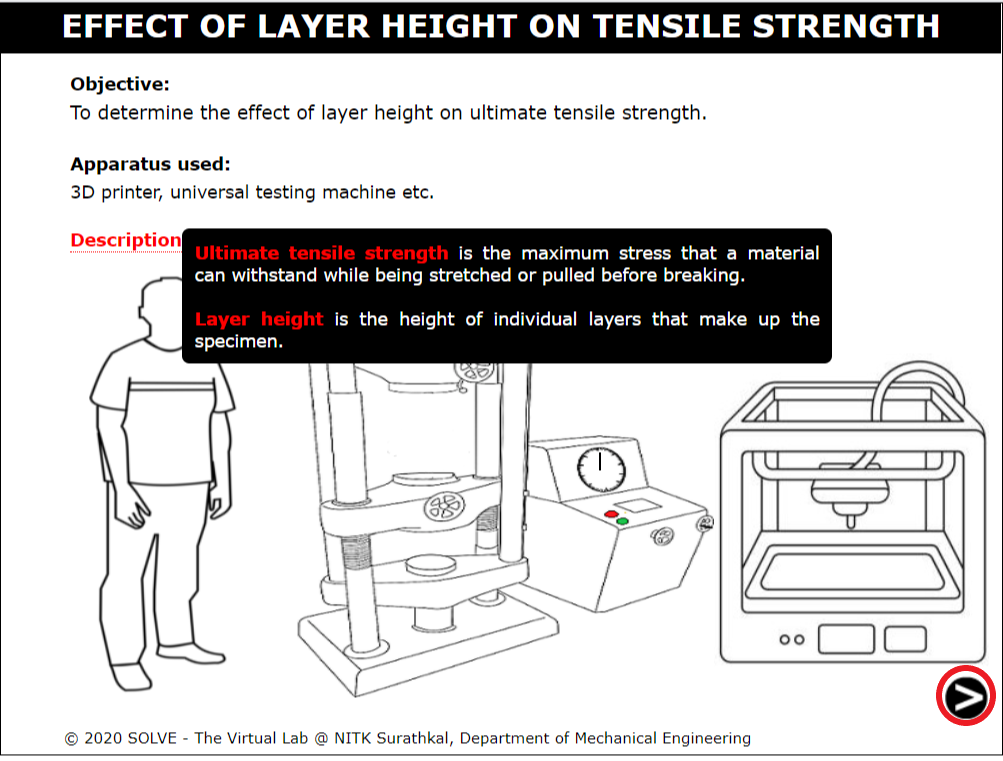 EFFECT OF LAYER HEIGHT ON TENSILE STRENGTH
Objective:
To determine the effect of layer height on ultimate tensile strength.
Apparatus used:
3D printer, universal testing machine etc.
Description
Ultimate tensile strength is the maximum stress that a material
can withstand while being stretched or pulled before breaking.
Layer height is the height of individual layers that make up the
specimen.
© 2020 SOLVE - The Virtual Lab @ NITK Surathkal, Department of Mechanical Engineering